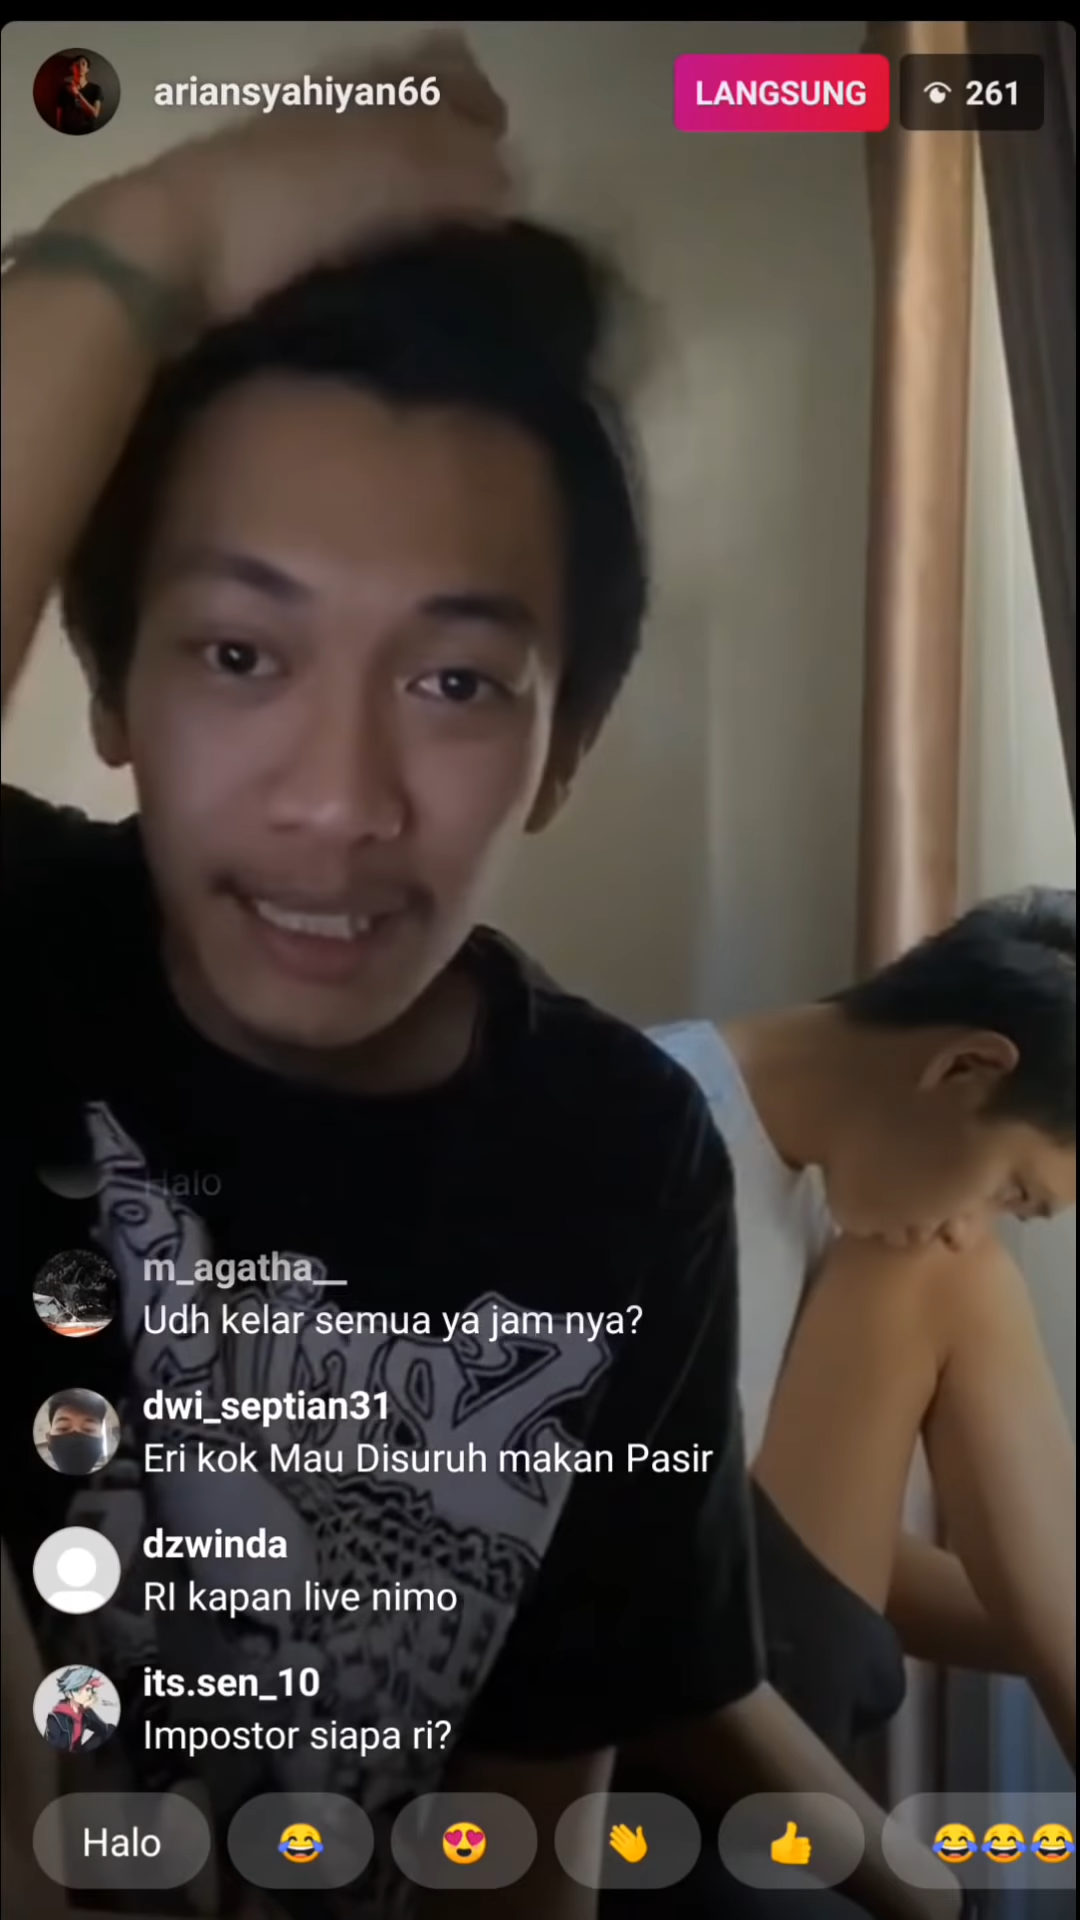 ariansyahiyan66
LANGSUNG
261
Halo
m_agatha__
Udh kelar semua ya jam nya?
dwi_septian31
Eri kok Mau Disuruh makan Pasir
dzwinda
RI kapan live nimo
its.sen_10
Impostor siapa ri?
Halo